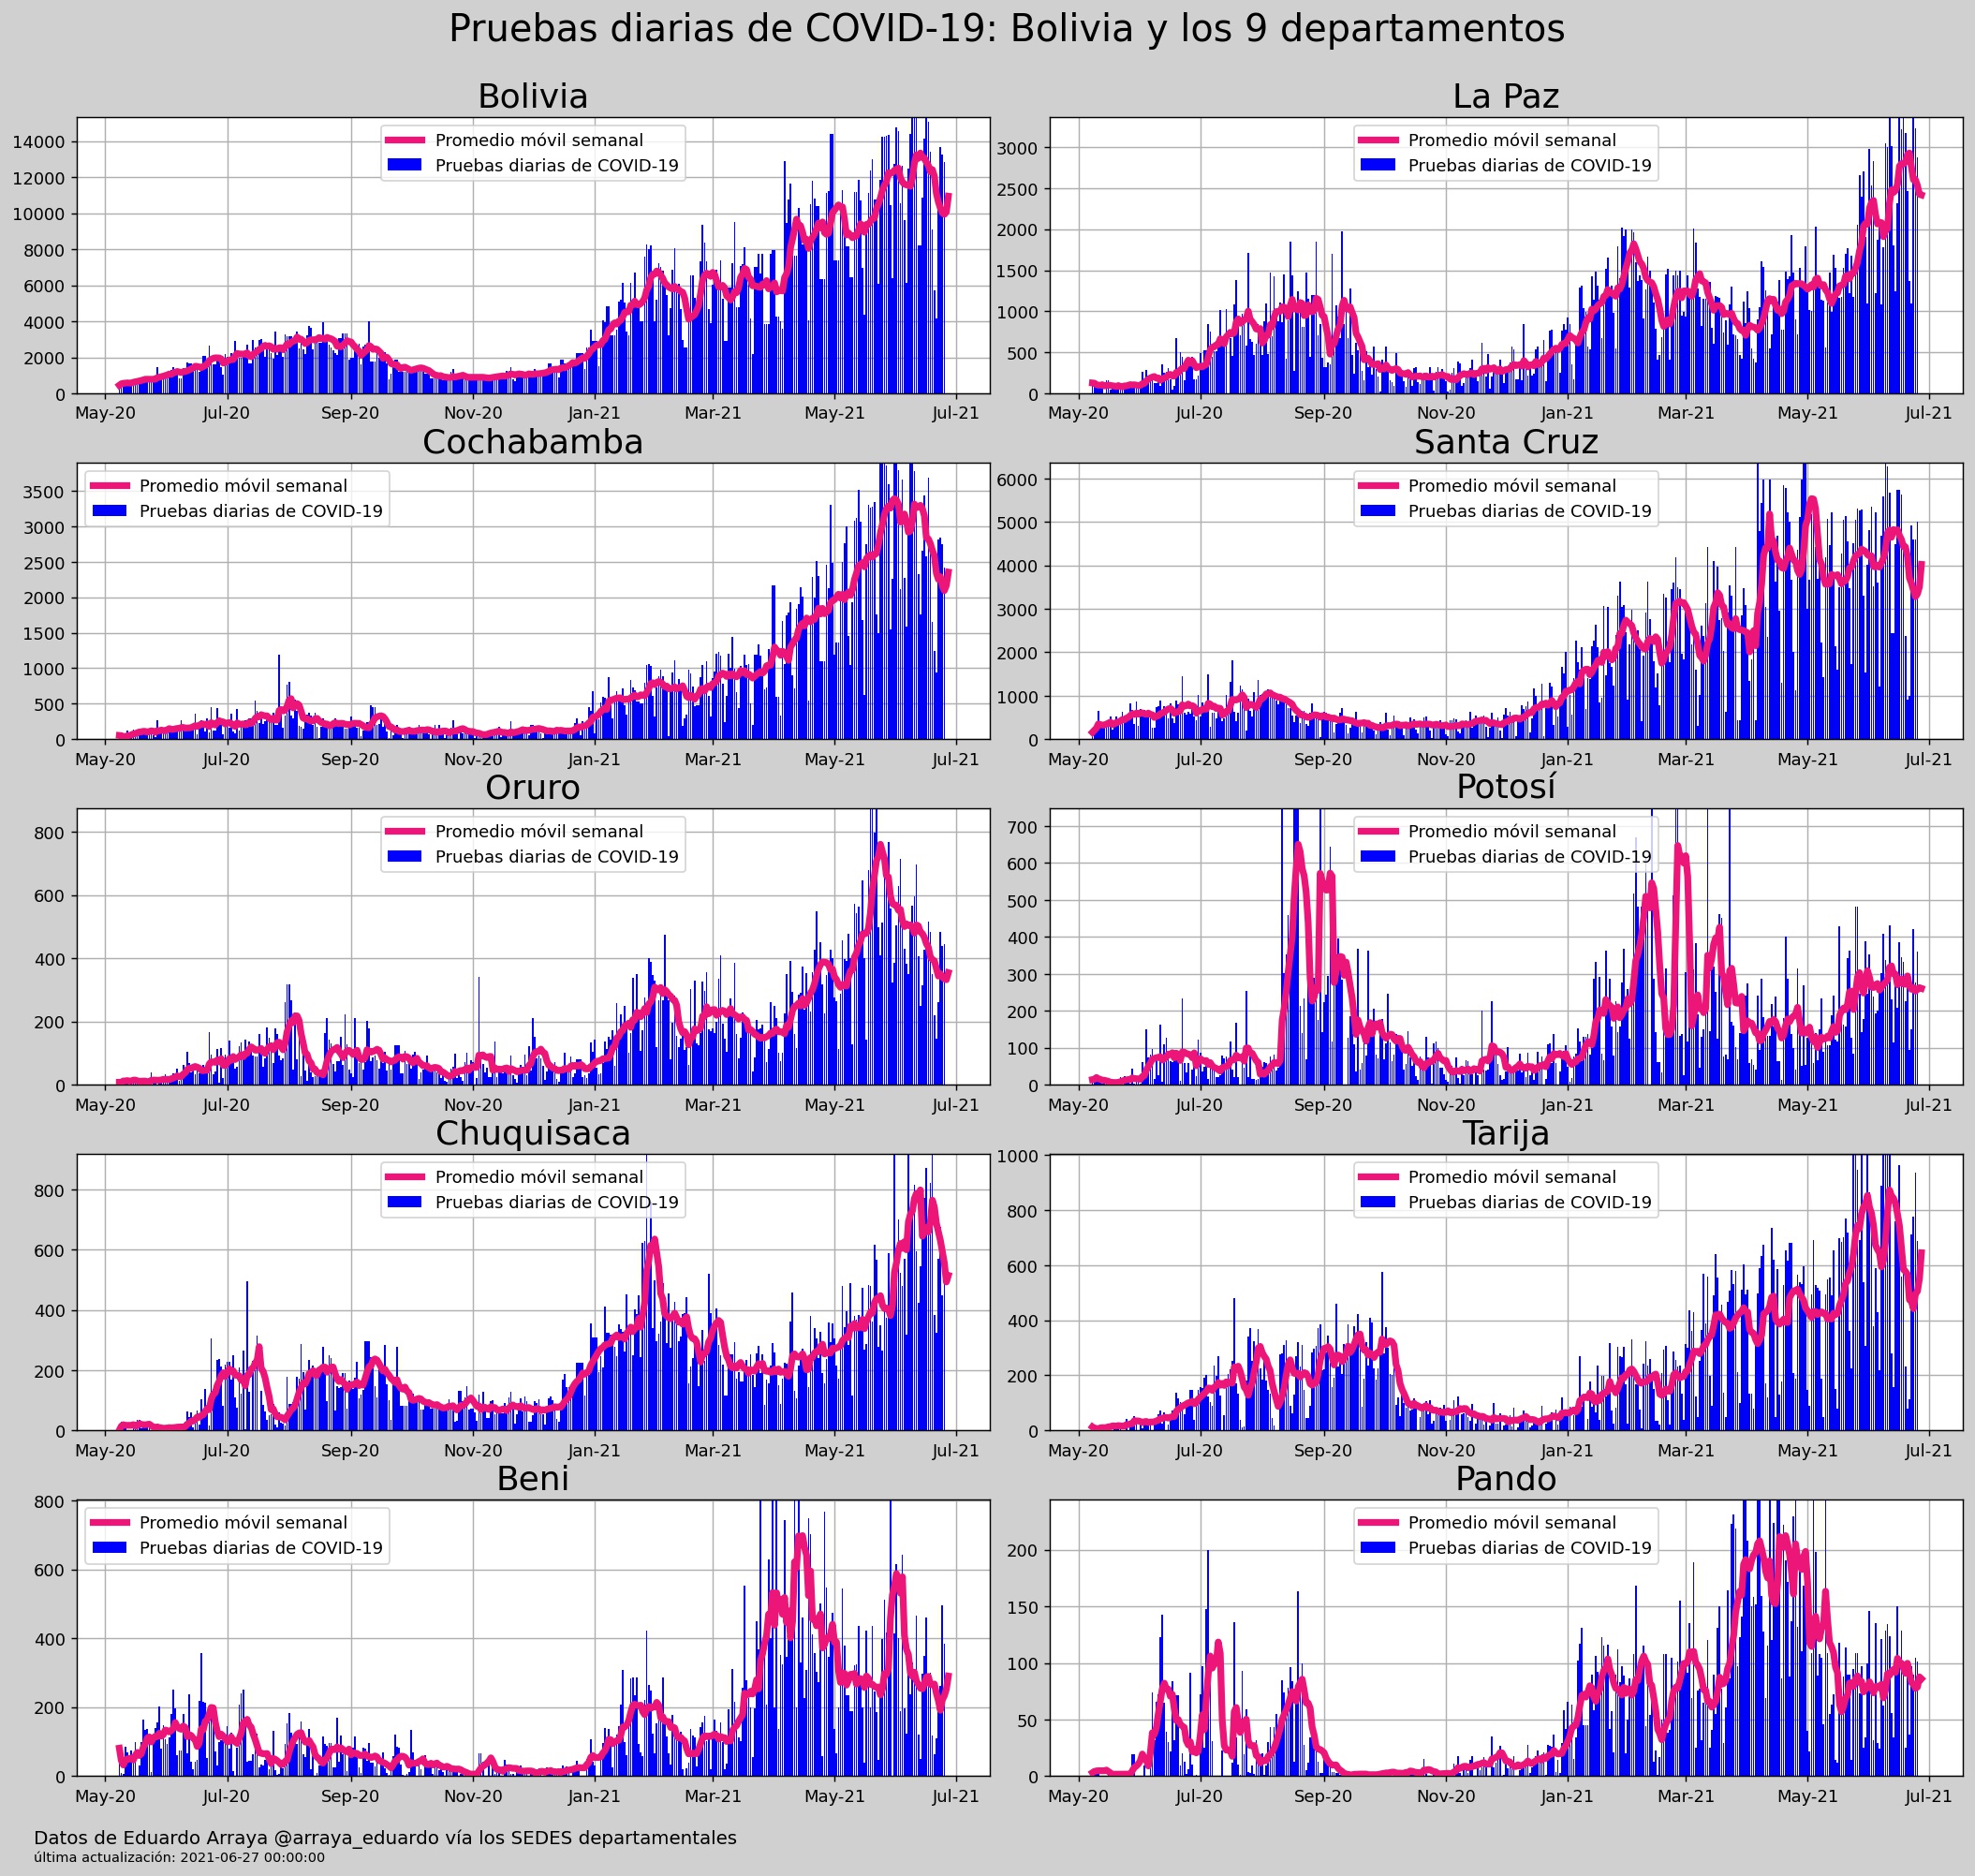 Pruebas diarias de COVID-19: Bolivia y los 9 departamentos
Bolivia
Promedio móvil semanal
Pruebas diarias de COVID-19
14000
12000
10000
8000
6000
4000
2000
0
May-20 Jul-20 Sep-20 Nov-20 Jan-21 Mar-21 May-21 Jul-21
La Paz
Promedio móvil semanal
Pruebas diarias de COVID-19
3000
2500
2000
1500
1000
500
0
May-20 Jul-20 Sep-20 Nov-20 Jan-21 Mar-21 May-21 Jul-21
Cochabamba
Promedio móvil semanal
Pruebas diarias de COVID-19
3500
3000
2500
2000
1500
1000
500
0
May-20 Jul-20 Sep-20 Nov-20 Jan-21 Mar-21 May-21 Jul-21
Santa Cruz
Promedio móvil semanal
Pruebas diarias de COVID-19
6000
5000
4000
3000
2000
1000
0
May-20 Jul-20 Sep-20 Nov-20 Jan-21 Mar-21 May-21 Jul-21
Oruro
Promedio móvil semanal
Pruebas diarias de COVID-19
800
600
400
200
0
May-20 Jul-20 Sep-20 Nov-20 Jan-21 Mar-21 May-21 Jul-21
Potosí
Promedio móvil semanal
Pruebas diarias de COVID-19
700
600
500
400
300
200
100
0
May-20 Jul-20 Sep-20 Nov-20 Jan-21 Mar-21 May-21 Jul-21
Chuquisaca
Promedio móvil semanal
Pruebas diarias de COVID-19
800
600
400
200
0
May-20 Jul-20 Sep-20 Nov-20 Jan-21 Mar-21 May-21 Jul-21
Tarija
Promedio móvil semanal
Pruebas diarias de COVID-19
1000
800
600
400
200
0
May-20 Jul-20 Sep-20 Nov-20 Jan-21 Mar-21 May-21 Jul-21
Beni
Promedio móvil semanal
Pruebas diarias de COVID-19
800
600
400
200
0
May-20 Jul-20 Sep-20 Nov-20 Jan-21 Mar-21 May-21 Jul-21
Pando
Promedio móvil semanal
Pruebas diarias de COVID-19
200
150
100
50
0
May-20 Jul-20 Sep-20 Nov-20 Jan-21 Mar-21 May-21 Jul-21
Datos de Eduardo Arraya @arraya_eduardo vía los SEDES departamentales
última actualización: 2021-06-27 00:00:00